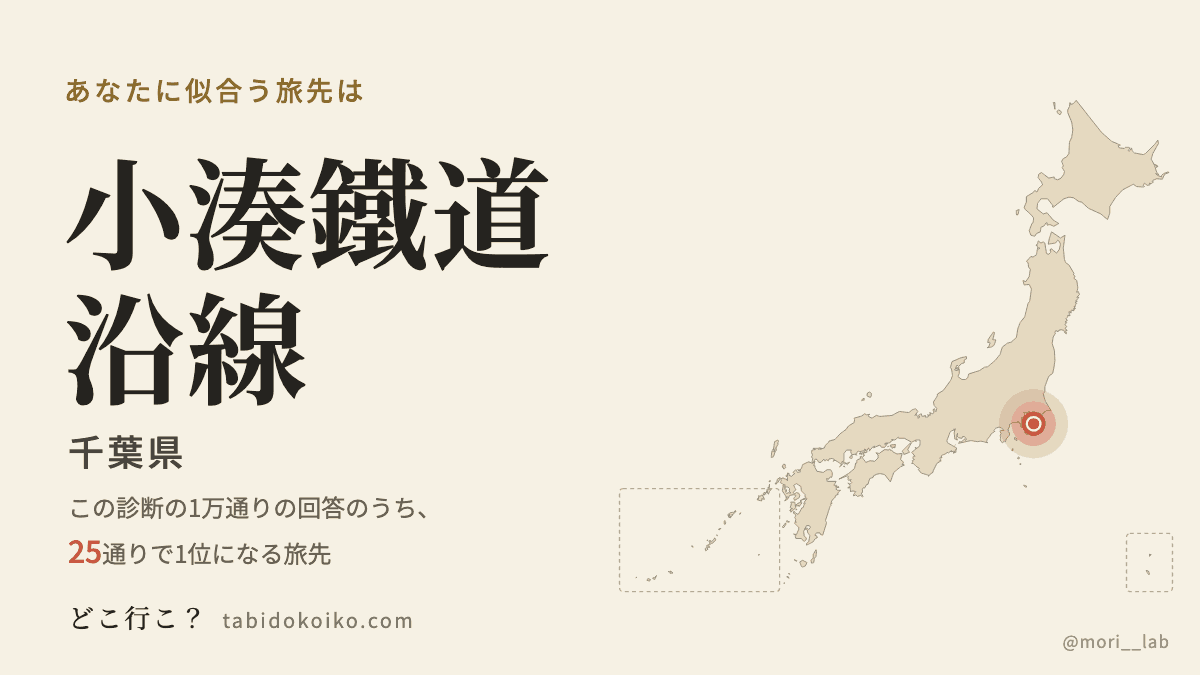 あなたに似合う旅先は
小湊鐵道
沿線
千葉県
この診断の1万通りの回答のうち、
25通りで1位になる旅先
どこ行こ？ tabidokoiko.com
@mori__lab